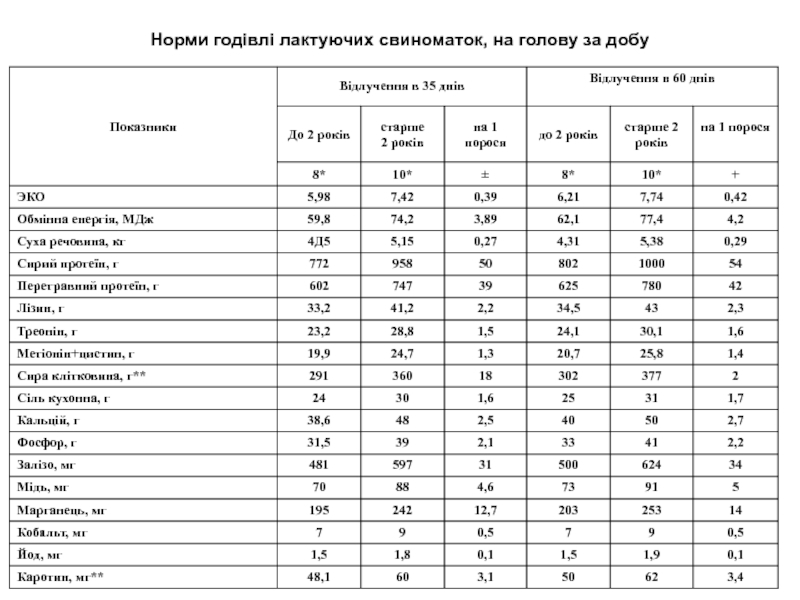 Норми годівлі лактуючих свиноматок, на голову за добу
Показники Відлучення в 35 днів Відлучення в 60 днів
До 2 років старше 2 років на 1 порося до 2 років старше 2 років на 1 порося
8* 10* ± 8* 10* +
ЭКО 5,98 7,42 0,39 6,21 7,74 0,42
Обмінна енергія, МДж 59,8 74,2 3,89 62,1 77,4 4,2
Суха речовина, кг 4Д5 5,15 0,27 4,31 5,38 0,29
Сирий протеїн, г 772 958 50 802 1000 54
Перетравний протеїн, г 602 747 39 625 780 42
Лізин, г 33,2 41,2 2,2 34,5 43 2,3
Треонін, г 23,2 28,8 1,5 24,1 30,1 1,6
Метіонін+цистин, г 19,9 24,7 1,3 20,7 25,8 1,4
Сира клітковина, г** 291 360 18 302 377 2
Сіль кухонна, г 24 30 1,6 25 31 1,7
Кальцій, г 38,6 48 2,5 40 50 2,7
Фосфор, г 31,5 39 2,1 33 41 2,2
Залізо, мг 481 597 31 500 624 34
Мідь, мг 70 88 4,6 73 91 5
Марганець, мг 195 242 12,7 203 253 14
Кобальт, мг 7 9 0,5 7 9 0,5
Йод, мг 1,5 1,8 0,1 1,5 1,9 0,1
Каротин, мг** 48,1 60 3,1 50 62 3,4